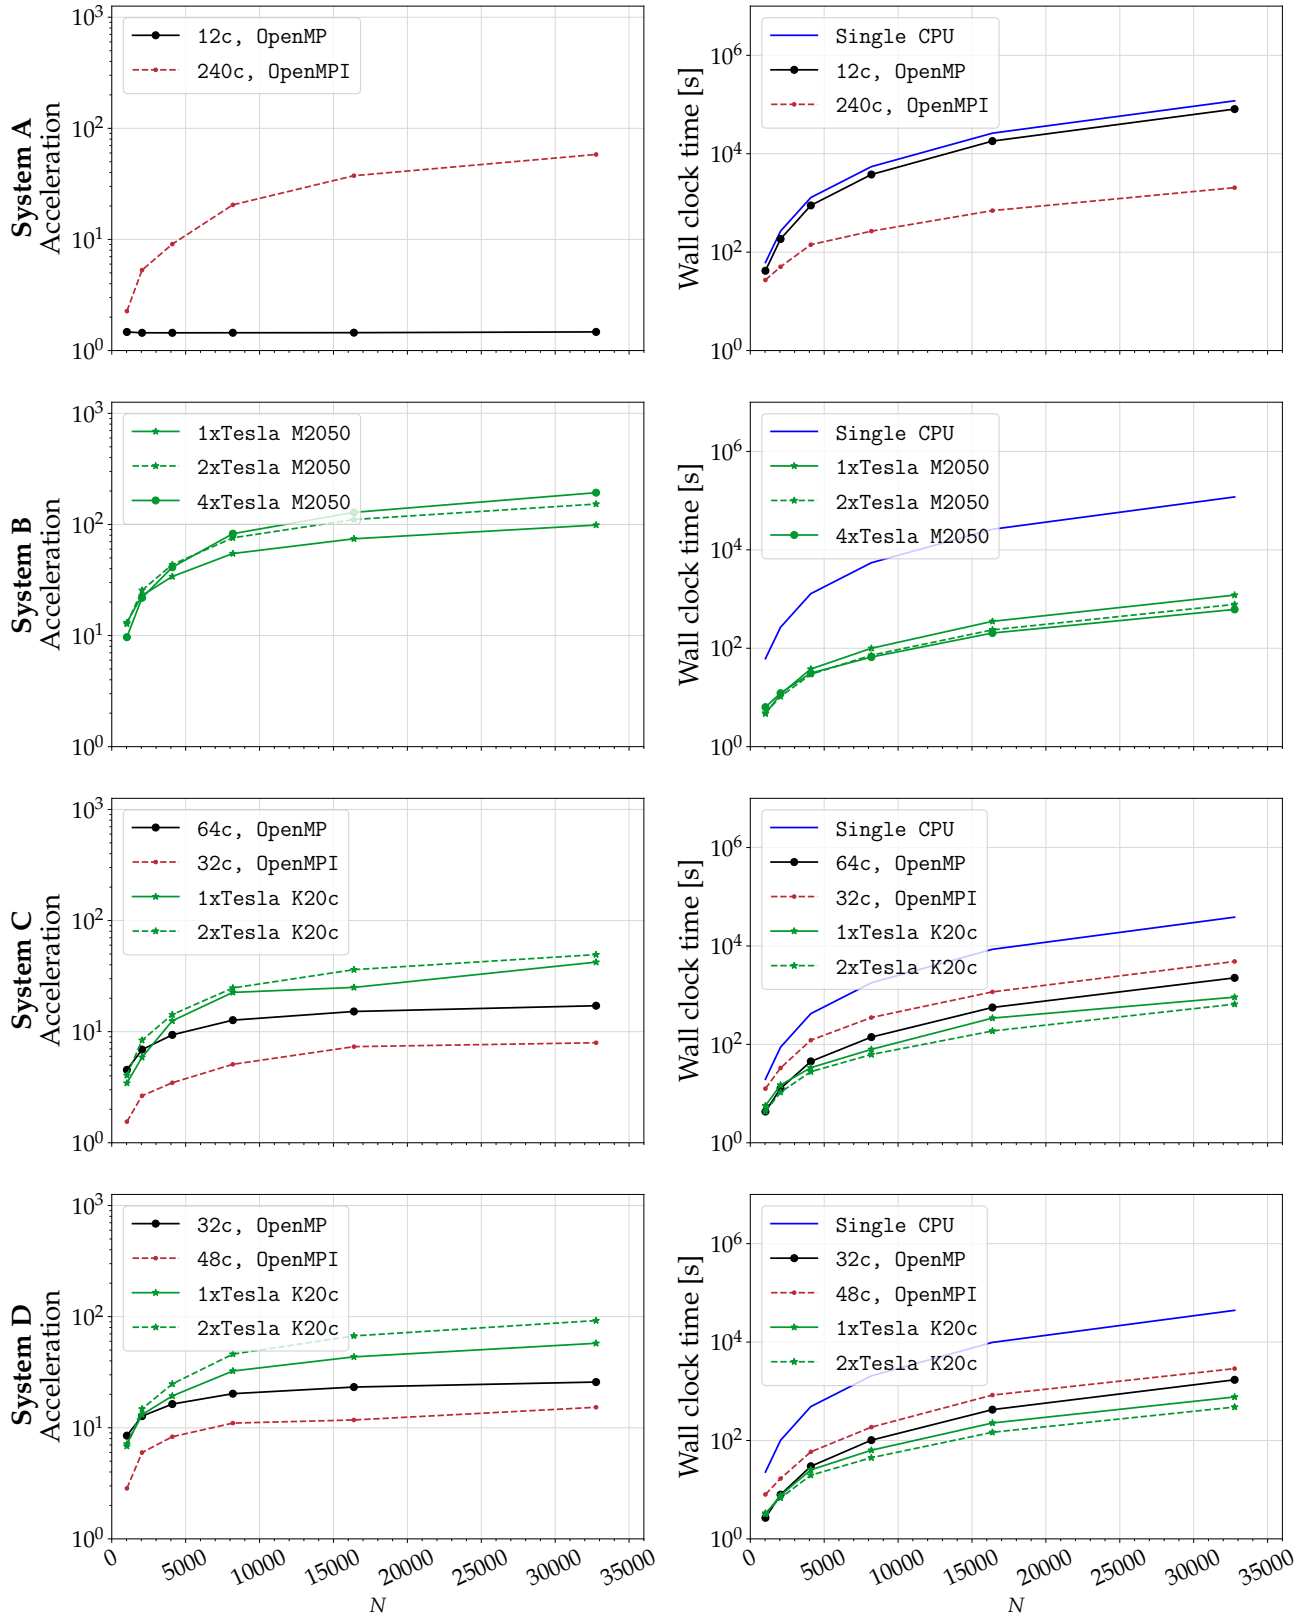 System A
Acceleration
10^3
10^2
10^1
10^0
12c, OpenMP
240c, OpenMPI
Wall clock time [s]
10^6
10^4
10^2
10^0
Single CPU
12c, OpenMP
240c, OpenMPI
System B
Acceleration
10^3
10^2
10^1
10^0
1xTesla M2050
2xTesla M2050
4xTesla M2050
Wall clock time [s]
10^6
10^4
10^2
10^0
Single CPU
1xTesla M2050
2xTesla M2050
4xTesla M2050
System C
Acceleration
10^3
10^2
10^1
10^0
64c, OpenMP
32c, OpenMPI
1xTesla K20c
2xTesla K20c
Wall clock time [s]
10^6
10^4
10^2
10^0
Single CPU
64c, OpenMP
32c, OpenMPI
1xTesla K20c
2xTesla K20c
System D
Acceleration
10^3
10^2
10^1
10^0
32c, OpenMP
48c, OpenMPI
1xTesla K20c
2xTesla K20c
0 5000 10000 15000 20000 25000 30000 35000
N
Wall clock time [s]
10^6
10^4
10^2
10^0
Single CPU
32c, OpenMP
48c, OpenMPI
1xTesla K20c
2xTesla K20c
0 5000 10000 15000 20000 25000 30000 35000
N